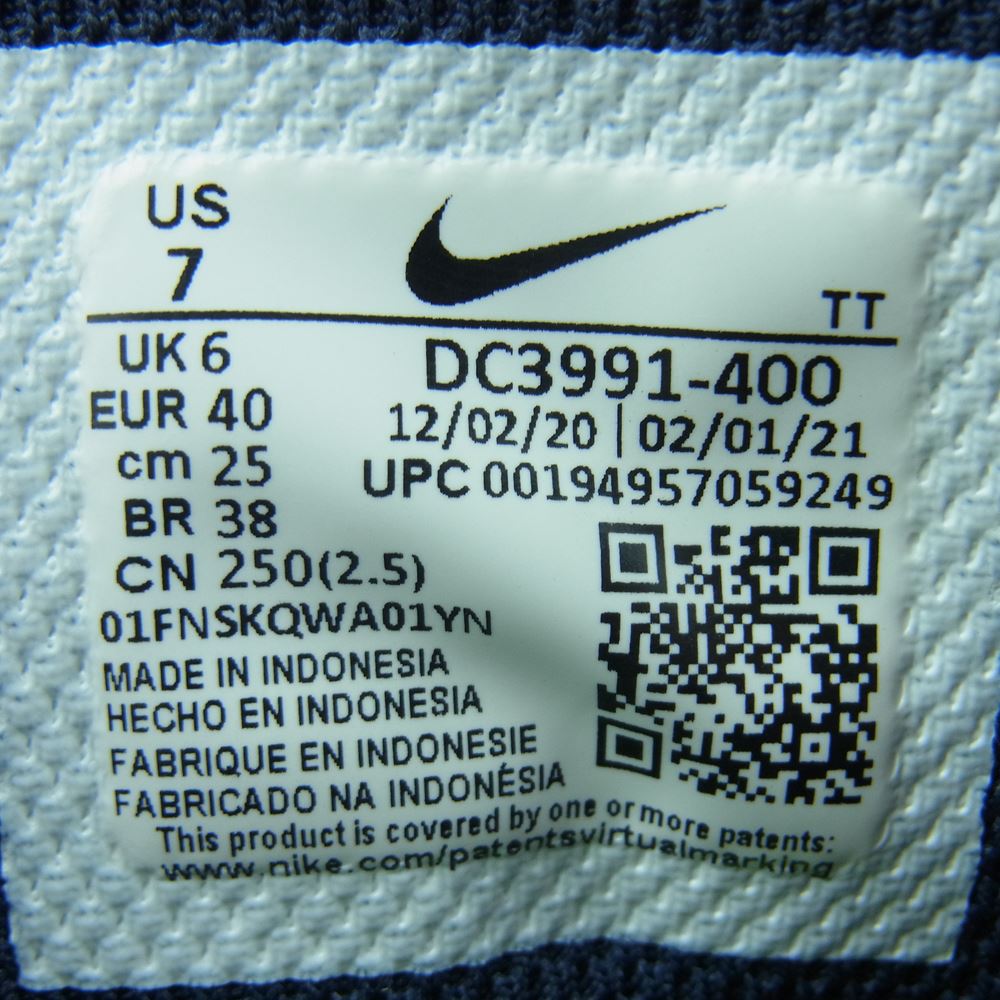 US
7
TT
UK 6
EUR 40
cm 25
BR 38
CN 250(2.5)
DC3991-400
12/02/20 | 02/01/21
UPC 00194957059249
01FNSKQWA01YN
MADE IN INDONESIA
HECHO EN INDONESIA
FABRIQUE EN INDONESIE
FABRICADO NA INDONÉSIA
This product is covered by one or more patents:
www.nike.com/patentsvirtualmarking